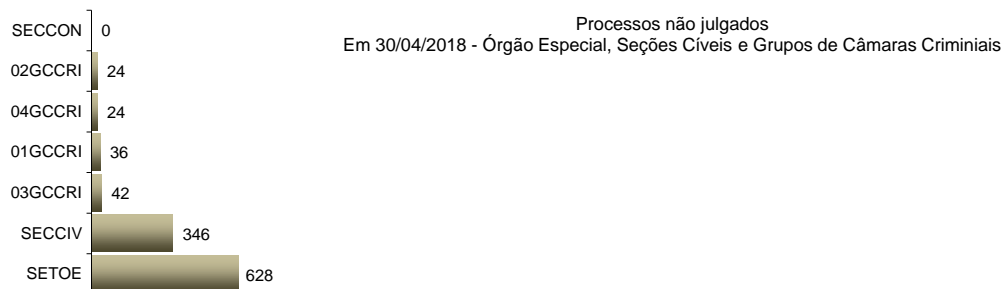 Processos não julgados
Em 30/04/2018 - Órgão Especial, Seções Cíveis e Grupos de Câmaras Criminiais
SECCON 0
02GCCRI 24
04GCCRI 24
01GCCRI 36
03GCCRI 42
SECCIV 346
SETOE 628